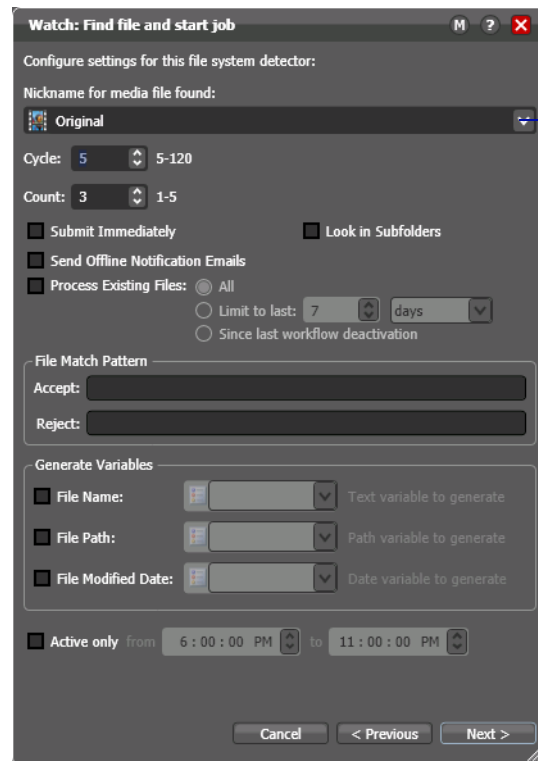 Watch: Find file and start job M ?
Configure settings for this file system detector:
Nickname for media file found:
Original
Cycle: 5 5-120
Count: 3 1-5
Submit Immediately Look in Subfolders
Send Offline Notification Emails
Process Existing Files: All
Limit to last: 7 days
Since last workflow deactivation
File Match Pattern
Accept:
Reject:
Generate Variables
File Name: Text variable to generate
File Path: Path variable to generate
File Modified Date: Date variable to generate
Active only from 6 : 00 : 00 PM to 11 : 00 : 00 PM
Cancel < Previous Next >